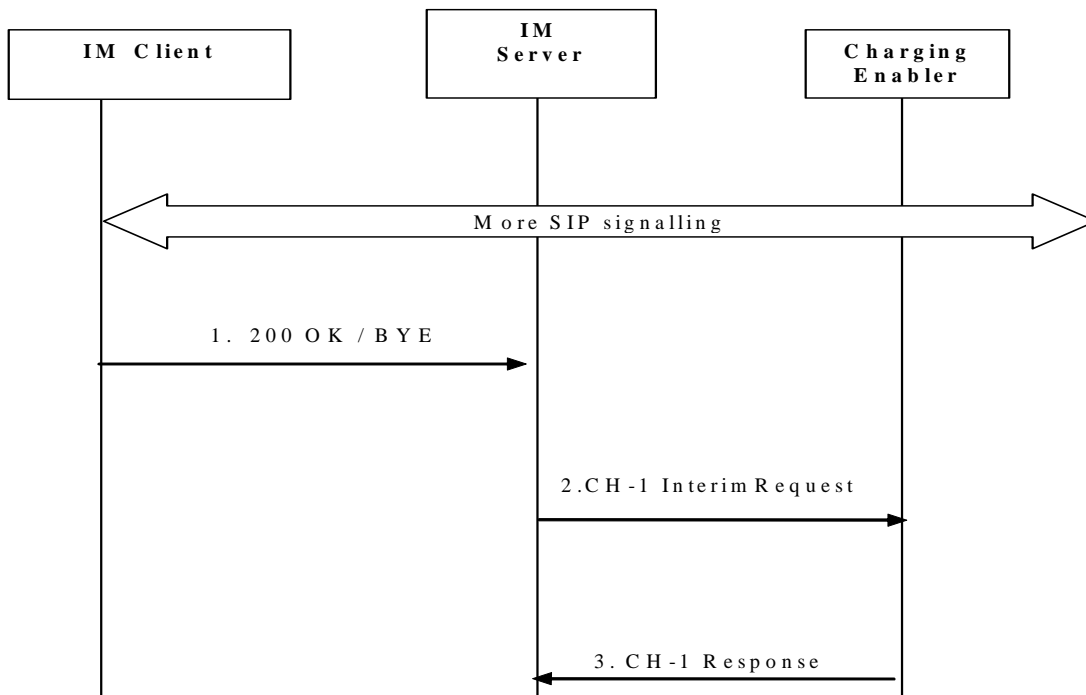 IM Client
IM
Server
Charging
Enabler
More SIP signalling
1. 200 OK / BYE
2.CH-1 Interim Request
3. CH-1 Response